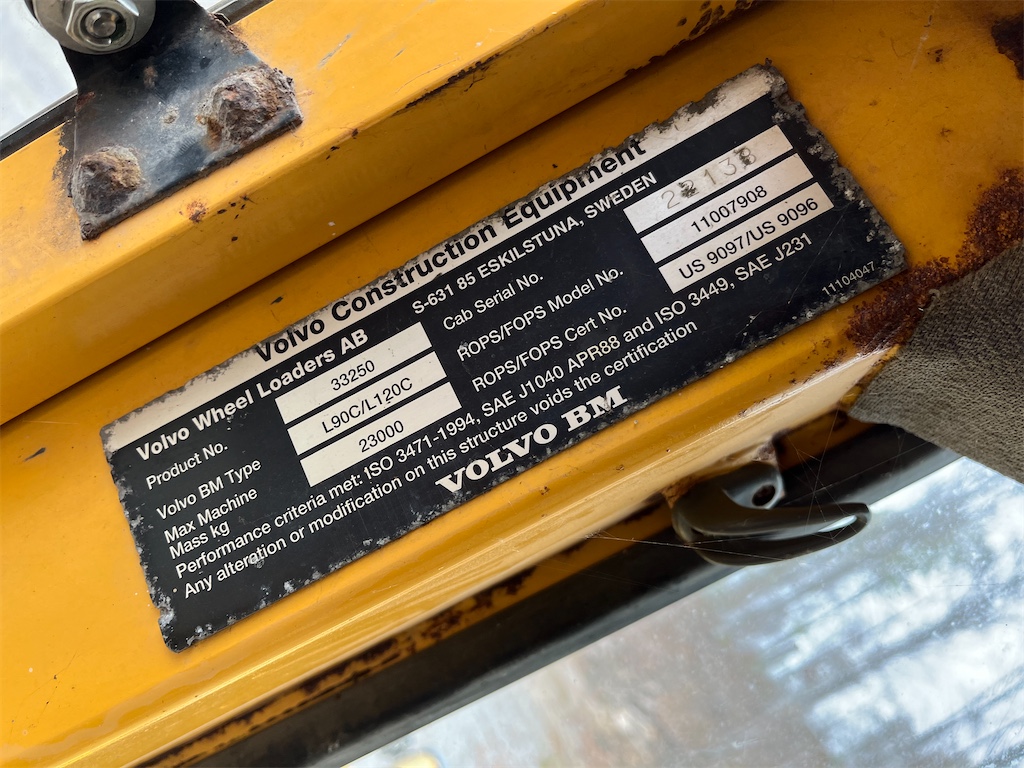 Volvo Construction Equipment
Volvo Wheel Loaders AB S-631 85 ESKILSTUNA, SWEDEN
Product No. 33250 Cab Serial No.
Volvo BM Type L90C/L120C ROPS/FOPS Model No. 11007908
Max Machine
Mass kg 23000 ROPS/FOPS Cert No. US 9097/US 9096
Performance criteria met: ISO 3471-1994, SAE J1040 APR88 and ISO 3449, SAE J231
Any alteration or modification on this structure voids the certification
VOLVO BM 11104047